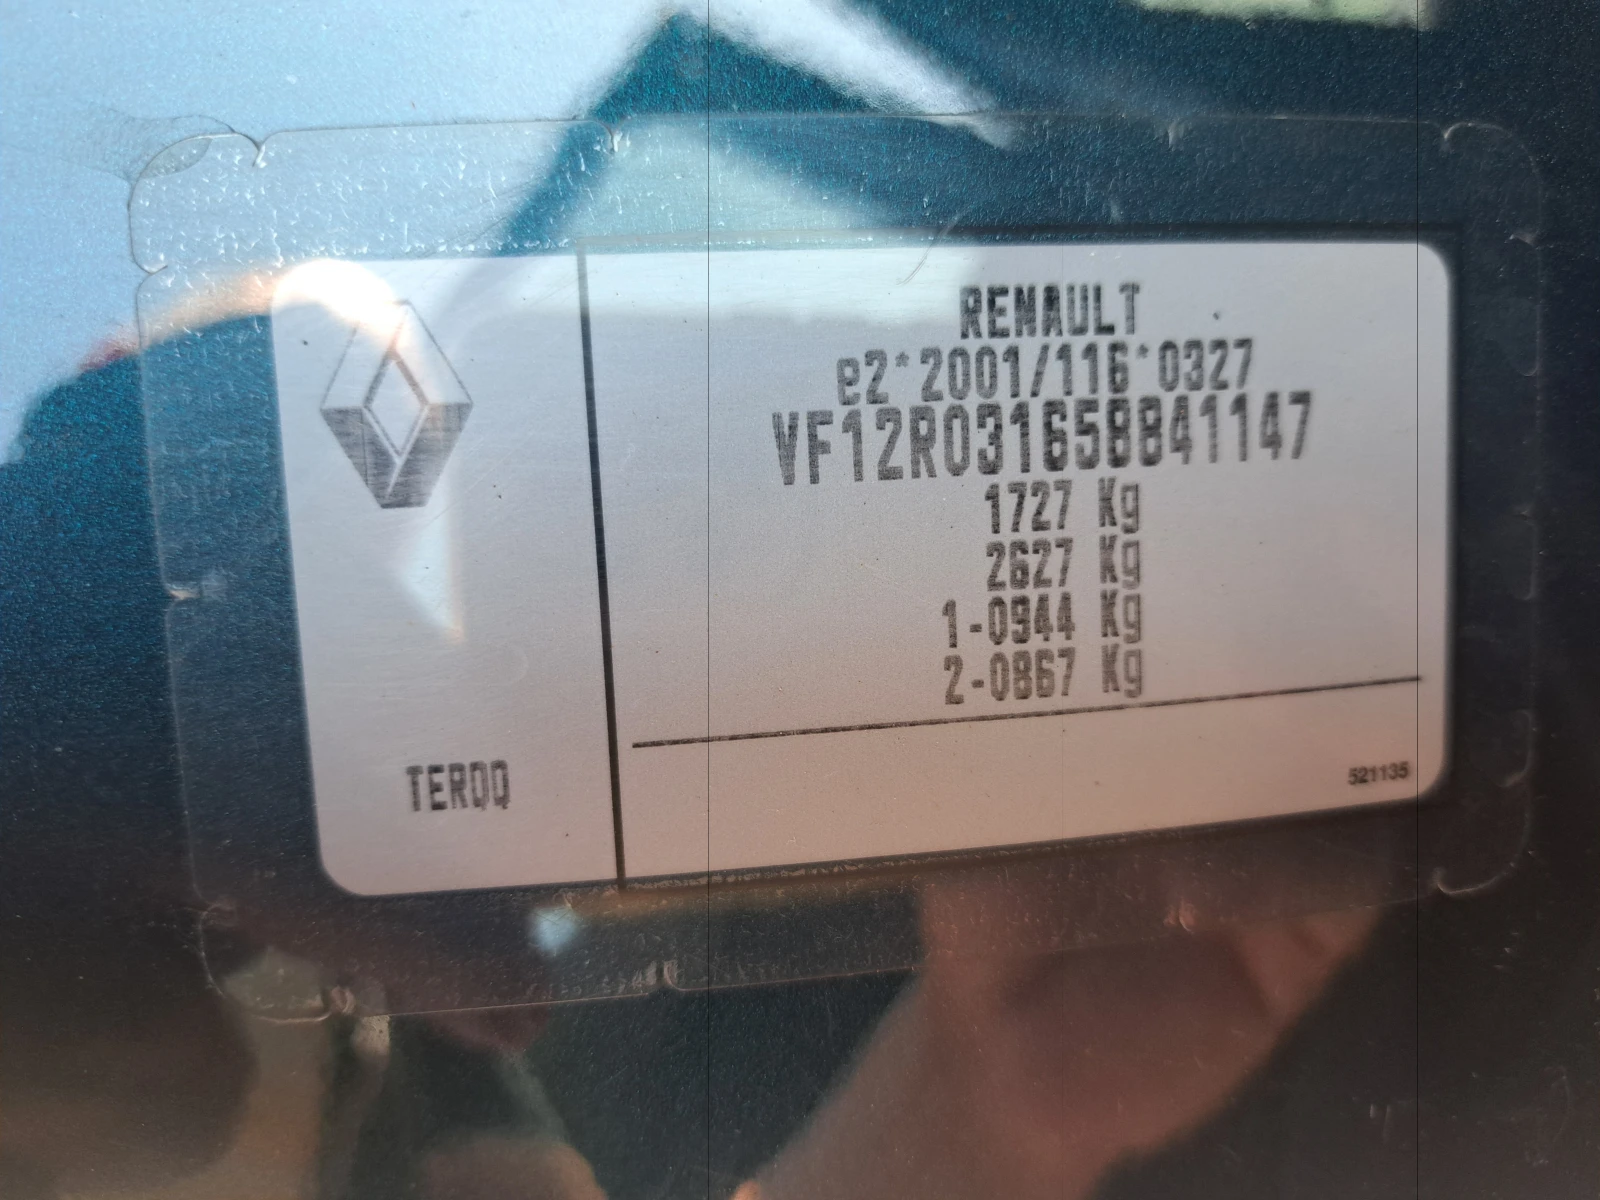 RENAULT
e2*2001/116*0327
VF12R031658841147
1727 Kg
2627 Kg
1-0944 Kg
2-0867 Kg
TERQQ
521135